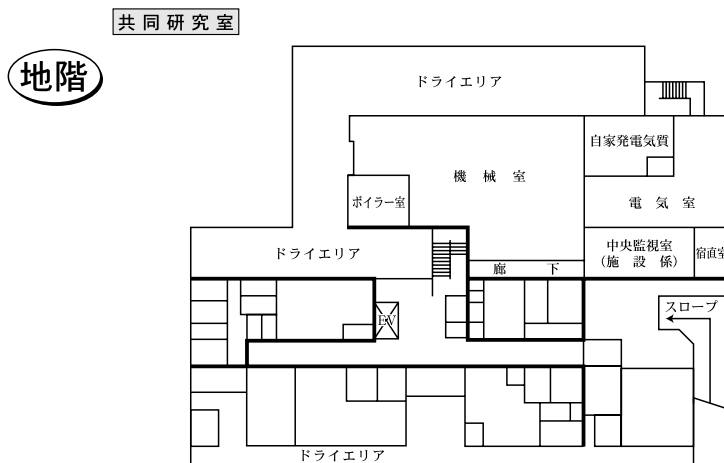 共同研究室
地階
ドライエリア
自家発電気質
機械室
ボイラー室
電気室
ドライエリア
中央監視室
(施設係)
宿直室
廊下
スロープ
EV
ドライエリア